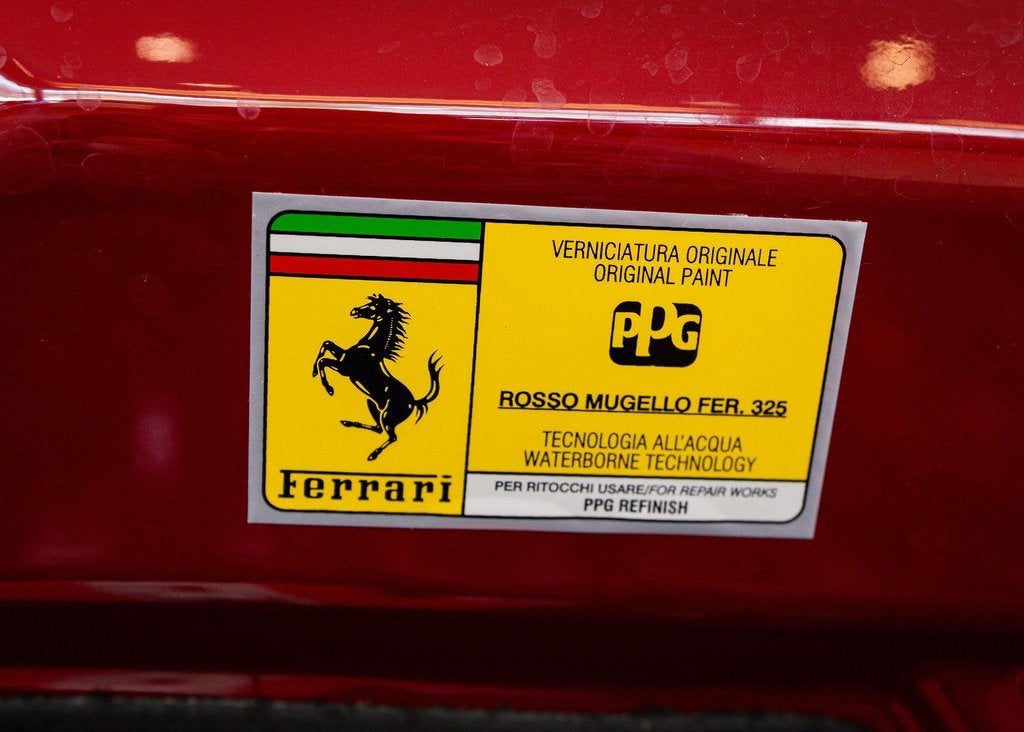 VERNICIATURA ORIGINALE
ORIGINAL PAINT
PPG
ROSSO MUGELLO FER. 325
TECNOLOGIA ALL'ACQUA
WATERBORNE TECHNOLOGY
Ferrari
PER RITOCCHI USARE/FOR REPAIR WORKS
PPG REFINISH